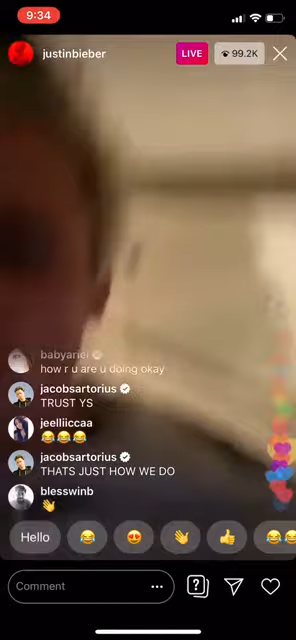 9:34
justinbieber
LIVE
99.2K
babyariel
how r u are u doing okay
jacobsartorius
TRUST YS
jeelliiccaa
😂😂😂
jacobsartorius
THATS JUST HOW WE DO
blesswinb
👋
Hello 😂 😍 👋 👍 😂😂
Comment